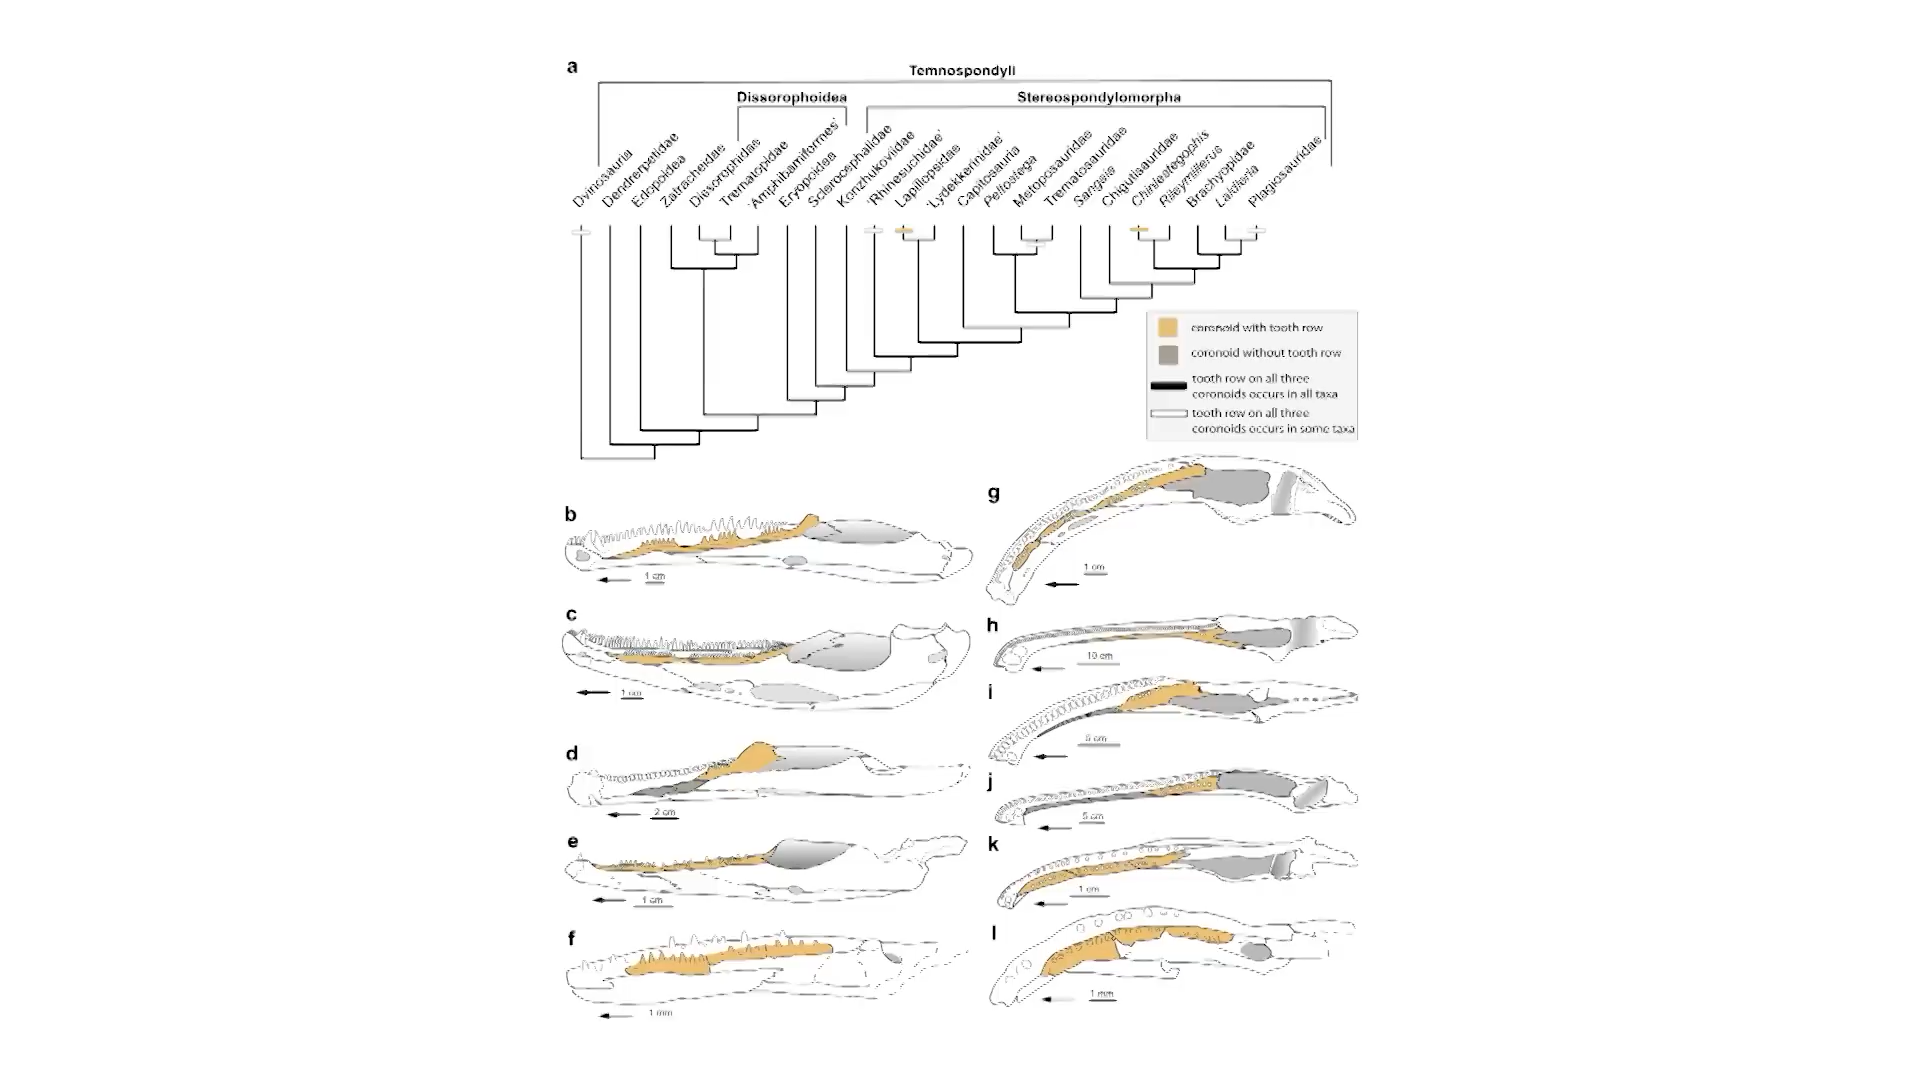 a
Temnospondyli
Dissorophoidea
Stereospondylomorpha
Dvinosauria
Dendrerpetidae
Edopoidea
Zatracheidae
Dissorophidae
Trematopidae
'Amphibamiformes'
Eryopoidea
Sclerocephalidae
Konzhukoviidae
'Rhinesuchidae'
Lapillopsidae
'Lydekkerinidae'
Capitosauria
Peltostega
Metoposauridae
Trematosauridae
Sangaia
Chigutisauridae
Chinlestegophis
Rileymillerus
Brachyopidae
Laidleria
Plagiosauridae
coronoid with tooth row
coronoid without tooth row
tooth row on all three
coronoids occurs in all taxa
tooth row on all three
coronoids occurs in some taxa
b
1 cm
c
1 cm
d
2 cm
e
1 cm
f
1 mm
g
1 cm
h
10 cm
i
5 cm
j
5 cm
k
1 cm
l
1 mm